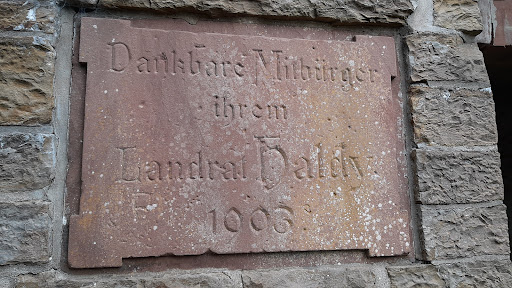 Dankbare Mitbürger
ihrem
Landrat Haldy
1903